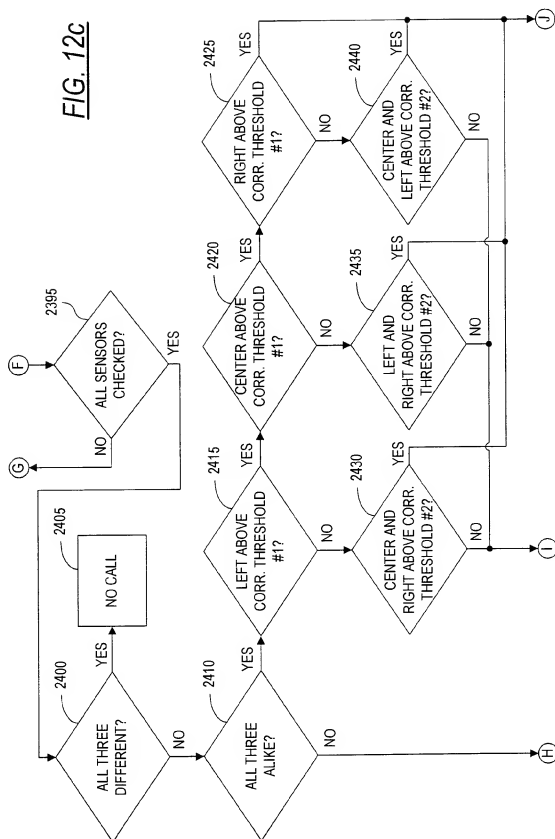 FIG. 12c
F
2395
ALL SENSORS
CHECKED?
NO
G
YES
2400
ALL THREE
DIFFERENT?
YES
2405
NO CALL
NO
2410
ALL THREE
ALIKE?
NO
H
YES
2415
LEFT ABOVE
CORR. THRESHOLD
#1?
YES
NO
2420
CENTER ABOVE
CORR. THRESHOLD
#1?
YES
NO
2425
RIGHT ABOVE
CORR. THRESHOLD
#1?
YES
NO
2430
CENTER AND
RIGHT ABOVE CORR.
THRESHOLD #2?
YES
NO
2435
LEFT AND
RIGHT ABOVE CORR.
THRESHOLD #2?
YES
NO
2440
CENTER AND
LEFT ABOVE CORR.
THRESHOLD #2?
YES
NO
I
J